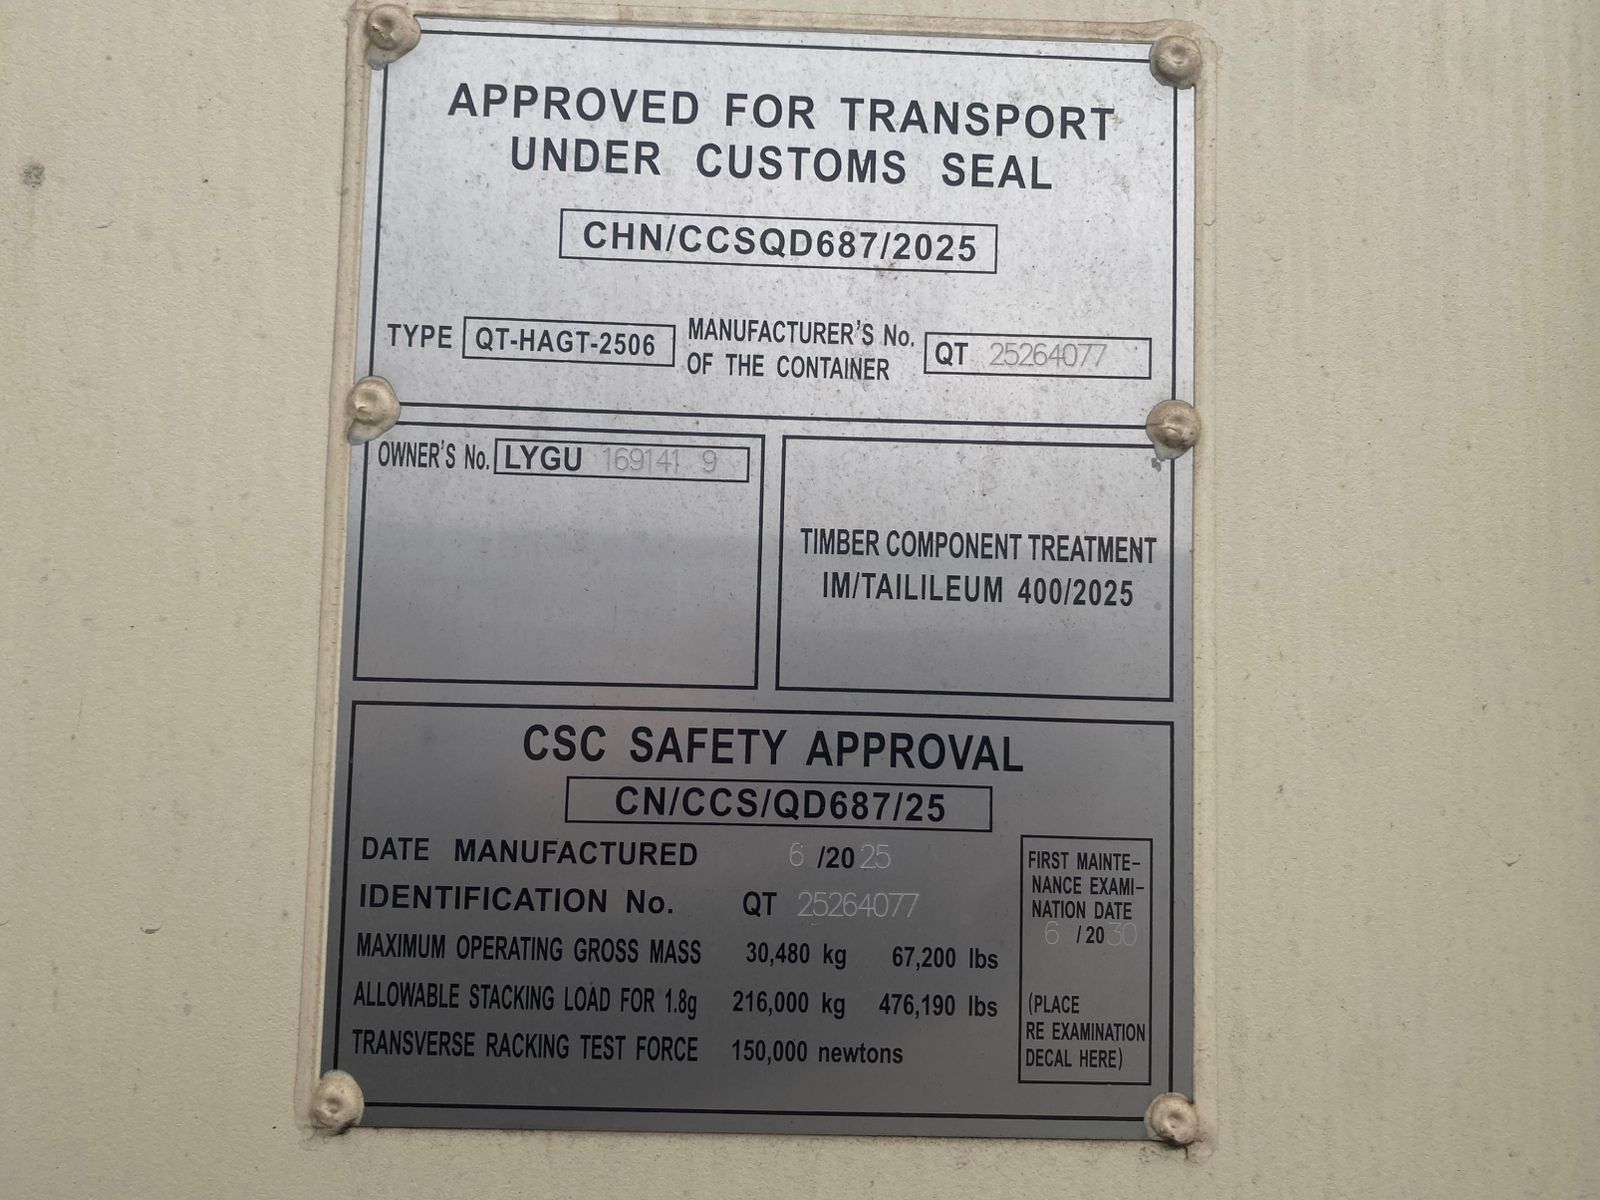 APPROVED FOR TRANSPORT
UNDER CUSTOMS SEAL
CHN/CCSQD687/2025
TYPE QT-HAGT-2506 MANUFACTURER'S No. OF THE CONTAINER QT 25264077
OWNER'S No. LYGU 169141 9
TIMBER COMPONENT TREATMENT
IM/TAILILEUM 400/2025
CSC SAFETY APPROVAL
CN/CCS/QD687/25
DATE MANUFACTURED 6 /20 25
IDENTIFICATION No. QT 25264077
MAXIMUM OPERATING GROSS MASS 30,480 kg 67,200 lbs
ALLOWABLE STACKING LOAD FOR 1.8g 216,000 kg 476,190 lbs
TRANSVERSE RACKING TEST FORCE 150,000 newtons
FIRST MAINTE-
NANCE EXAMI-
NATION DATE
6 /20 30
(PLACE
RE EXAMINATION
DECAL HERE)